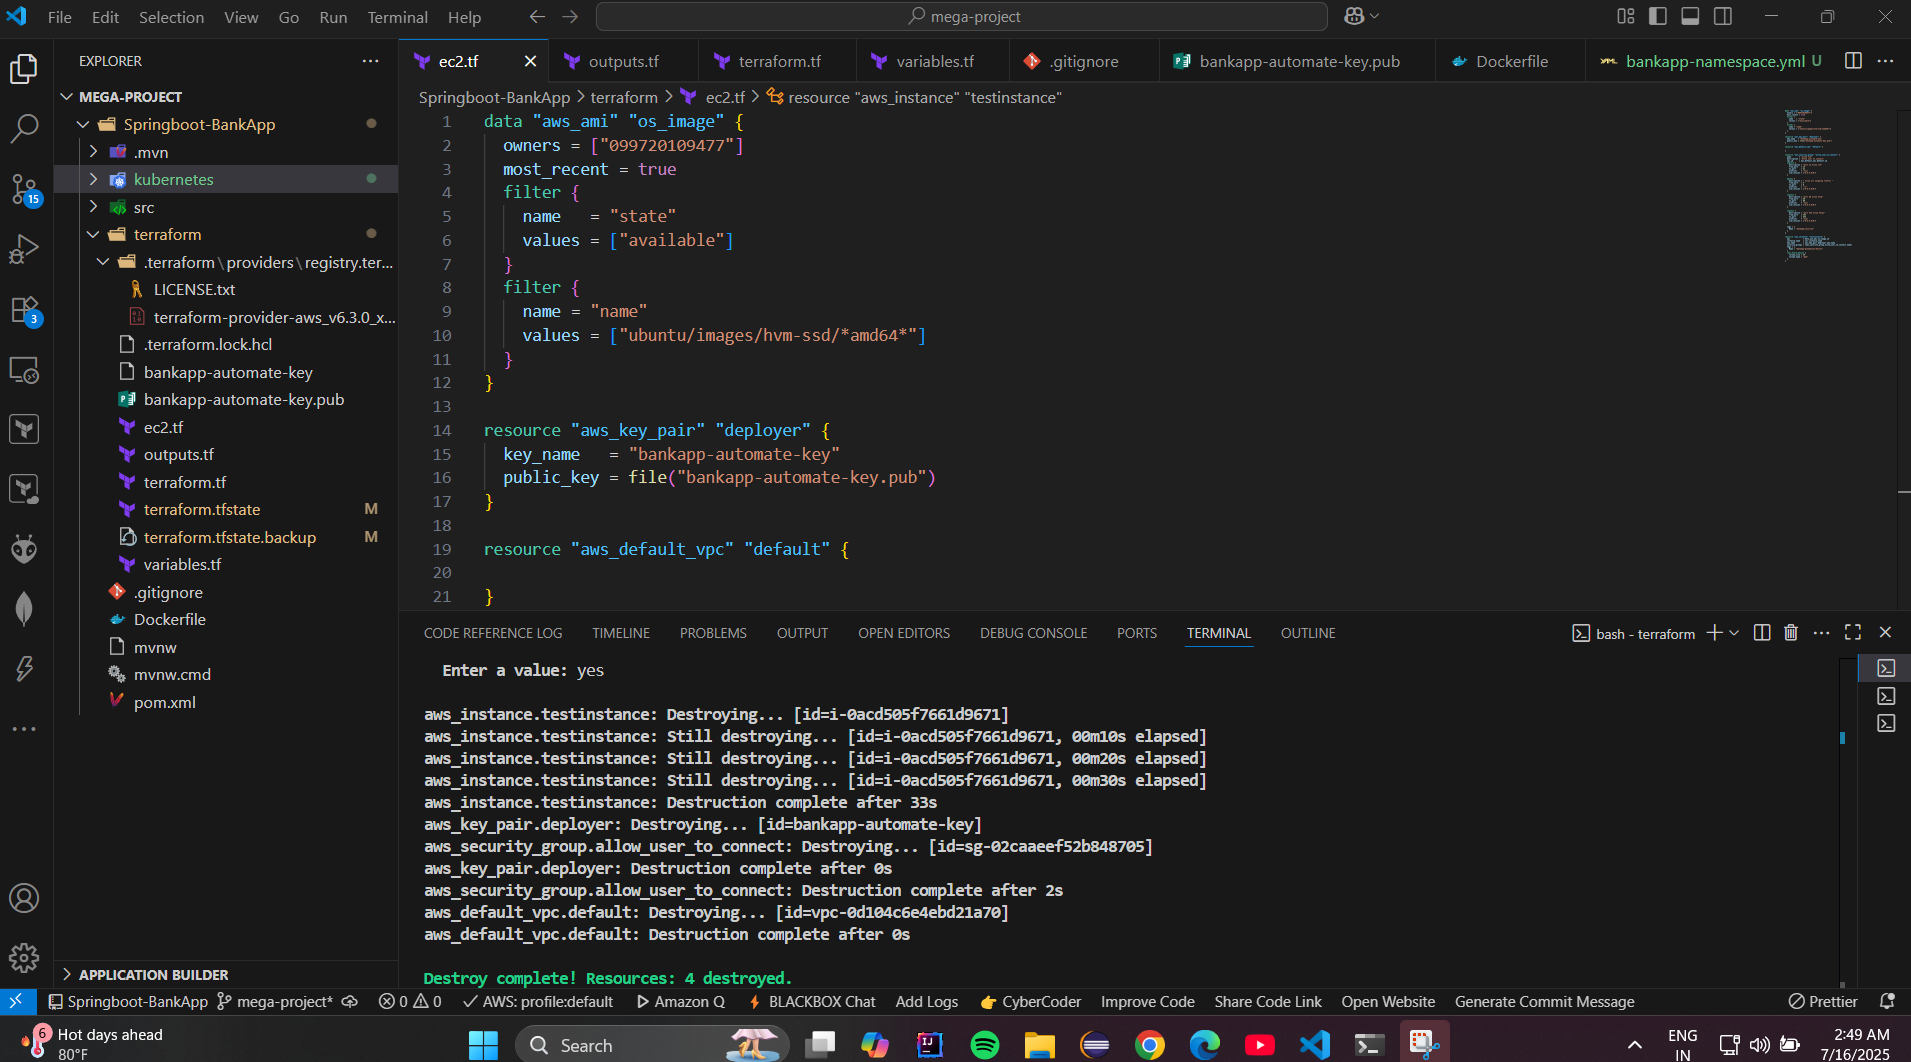 File Edit Selection View Go Run Terminal Help
mega-project
EXPLORER
MEGA-PROJECT
Springboot-BankApp
.mvn
kubernetes
src
terraform
.terraform\providers\registry.ter...
LICENSE.txt
terraform-provider-aws_v6.3.0_x...
.terraform.lock.hcl
bankapp-automate-key
bankapp-automate-key.pub
ec2.tf
outputs.tf
terraform.tf
terraform.tfstate M
terraform.tfstate.backup M
variables.tf
.gitignore
Dockerfile
mvnw
mvnw.cmd
pom.xml
APPLICATION BUILDER
15
3
ec2.tf outputs.tf terraform.tf variables.tf .gitignore bankapp-automate-key.pub Dockerfile bankapp-namespace.yml U
Springboot-BankApp > terraform > ec2.tf > resource "aws_instance" "testinstance"
1 data "aws_ami" "os_image" {
2 owners = ["099720109477"]
3 most_recent = true
4 filter {
5 name = "state"
6 values = ["available"]
7 }
8 filter {
9 name = "name"
10 values = ["ubuntu/images/hvm-ssd/*amd64*"]
11 }
12 }
13
14 resource "aws_key_pair" "deployer" {
15 key_name = "bankapp-automate-key"
16 public_key = file("bankapp-automate-key.pub")
17 }
18
19 resource "aws_default_vpc" "default" {
20
21 }
CODE REFERENCE LOG TIMELINE PROBLEMS OUTPUT OPEN EDITORS DEBUG CONSOLE PORTS TERMINAL OUTLINE
bash - terraform
Enter a value: yes
aws_instance.testinstance: Destroying... [id=i-0acd505f7661d9671]
aws_instance.testinstance: Still destroying... [id=i-0acd505f7661d9671, 00m10s elapsed]
aws_instance.testinstance: Still destroying... [id=i-0acd505f7661d9671, 00m20s elapsed]
aws_instance.testinstance: Still destroying... [id=i-0acd505f7661d9671, 00m30s elapsed]
aws_instance.testinstance: Destruction complete after 33s
aws_key_pair.deployer: Destroying... [id=bankapp-automate-key]
aws_security_group.allow_user_to_connect: Destroying... [id=sg-02caaeef52b848705]
aws_key_pair.deployer: Destruction complete after 0s
aws_security_group.allow_user_to_connect: Destruction complete after 2s
aws_default_vpc.default: Destroying... [id=vpc-0d104c6e4ebd21a70]
aws_default_vpc.default: Destruction complete after 0s
Destroy complete! Resources: 4 destroyed.
Springboot-BankApp mega-project* 0 0 AWS: profile:default Amazon Q BLACKBOX Chat Add Logs CyberCoder Improve Code Share Code Link Open Website Generate Commit Message Prettier
6
Hot days ahead
80°F
Search
ENG
IN
2:49 AM
7/16/2025